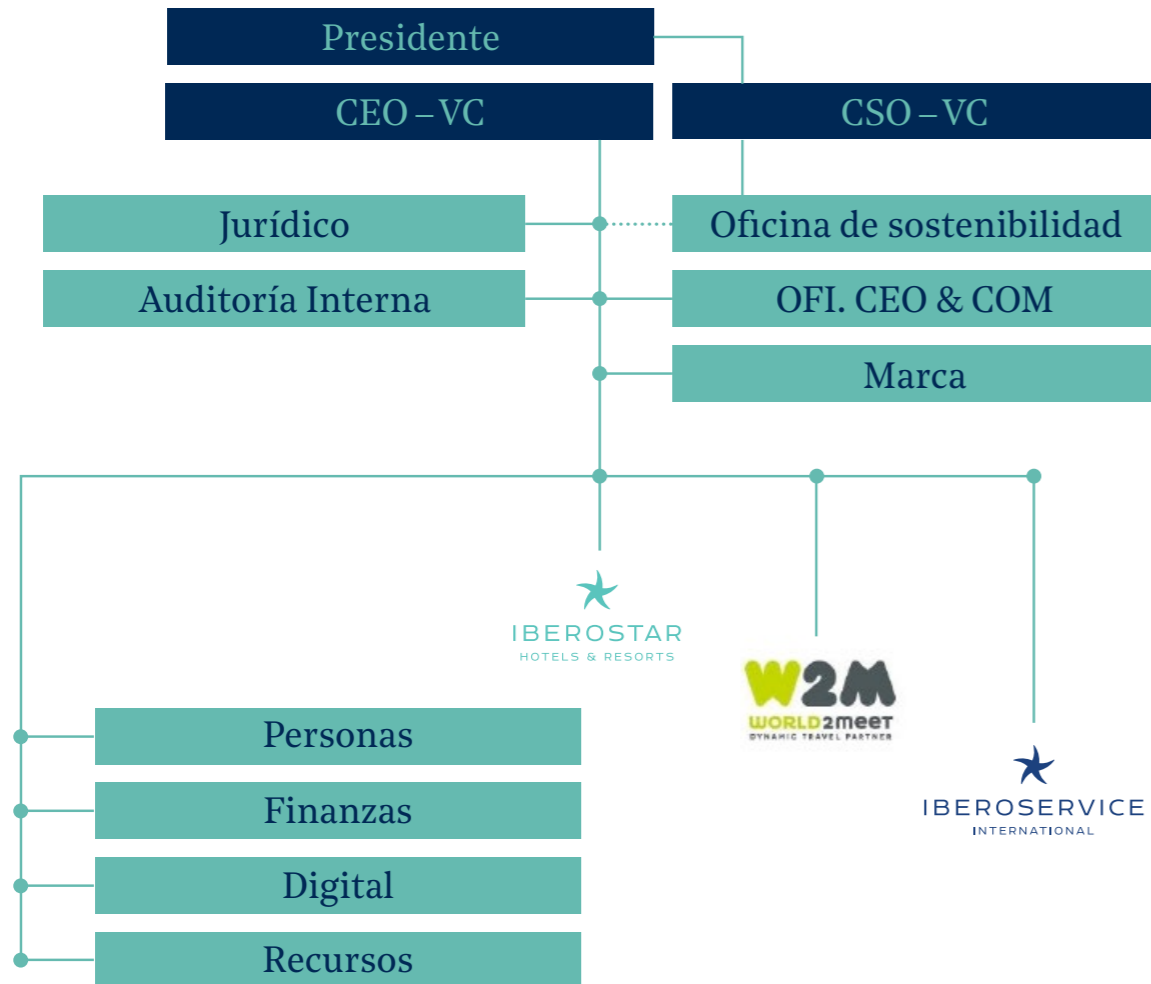 Presidente
CEO – VC
CSO – VC
Jurídico
Oficina de sostenibilidad
Auditoría Interna
OFI. CEO & COM
Marca
IBEROSTAR
HOTELS & RESORTS
W2M
WORLD2MEET
DYNAMIC TRAVEL PARTNER
IBEROSERVICE
INTERNATIONAL
Personas
Finanzas
Digital
Recursos